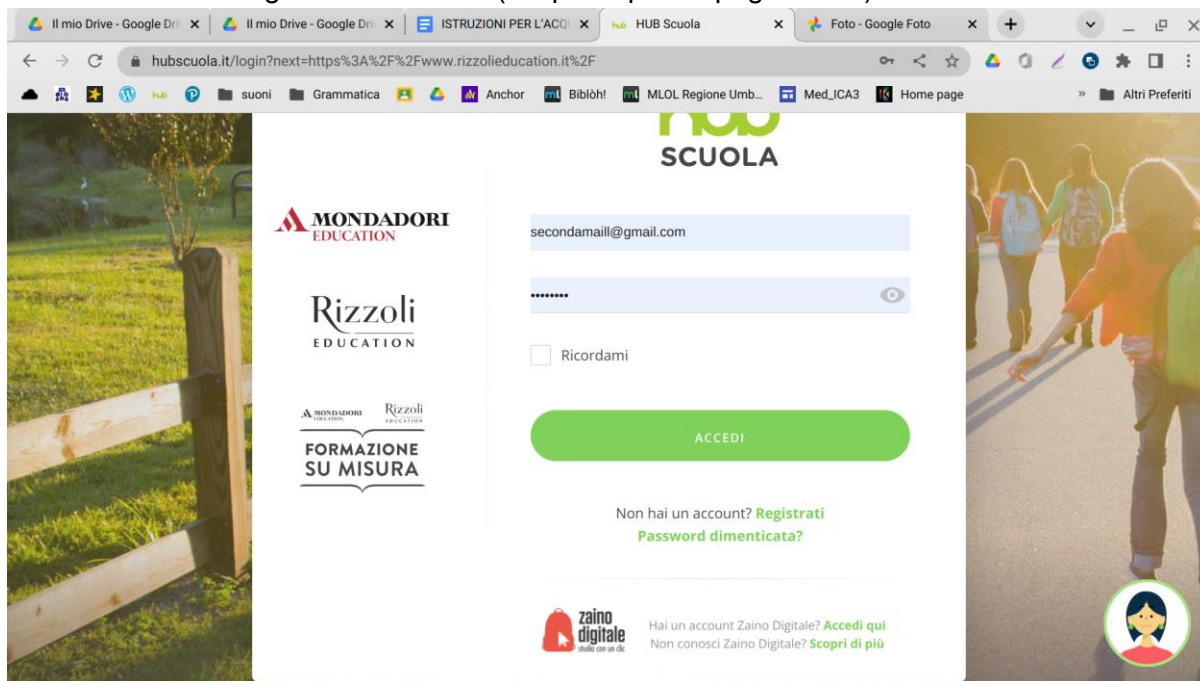 Il mio Drive - Google Dri
Il mio Drive - Google Dri
ISTRUZIONI PER L'ACQU
HUB Scuola
Foto - Google Foto
hubscuola.it/login?next=https%3A%2F%2Fwww.rizzolieducation.it%2F
suoni
Grammatica
Anchor
Biblòh!
MLOL Regione Umb...
Med_ICA3
Home page
»
Altri Preferiti
hub
SCUOLA
MONDADORI
EDUCATION
Rizzoli
EDUCATION
MONDADORI
EDUCATION
Rizzoli
EDUCATION
FORMAZIONE
SU MISURA
secondamaill@gmail.com
••••••••
Ricordami
ACCEDI
Non hai un account? Registrati
Password dimenticata?
zaino
digitale
studio con un clic
Hai un account Zaino Digitale? Accedi qui
Non conosci Zaino Digitale? Scopri di più